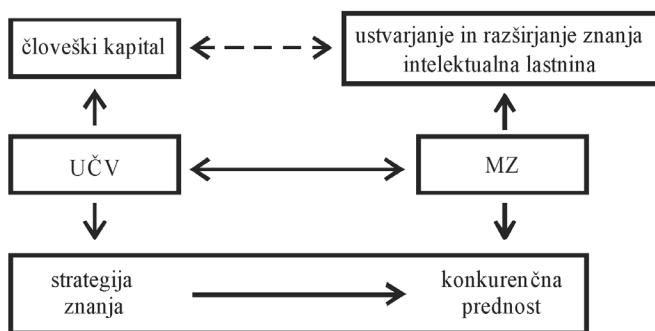 človeški kapital
ustvarjanje in razširjanje znanja
intelektualna lastnina
UČV
MZ
strategija
znanja
konkurenčna
prednost